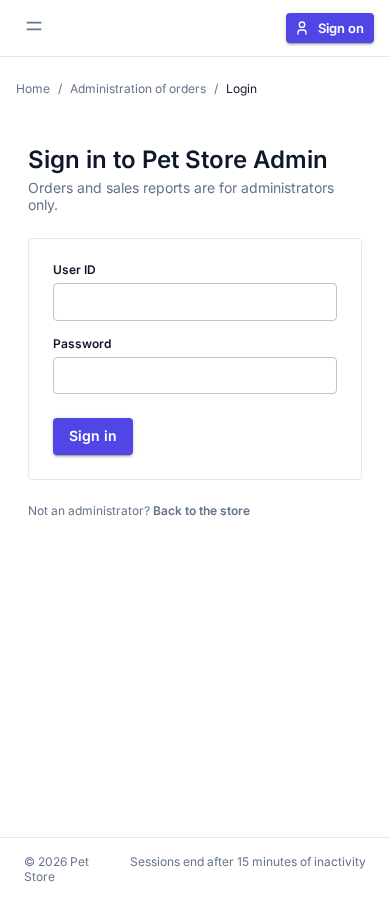 Sign on
Home / Administration of orders / Login
Sign in to Pet Store Admin
Orders and sales reports are for administrators
only.
User ID
Password
Sign in
Not an administrator? Back to the store
© 2026 Pet
Store
Sessions end after 15 minutes of inactivity